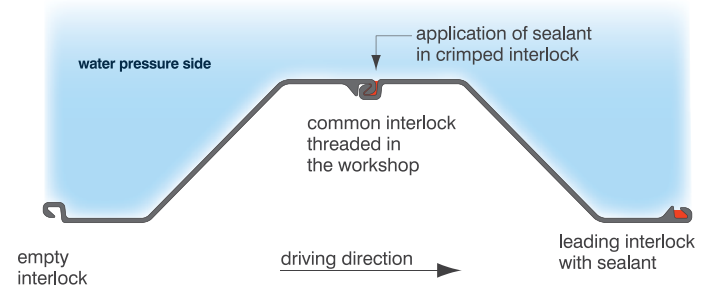 application of sealant
in crimped interlock
water pressure side
common interlock
threaded in
the workshop
empty
interlock
driving direction
leading interlock
with sealant